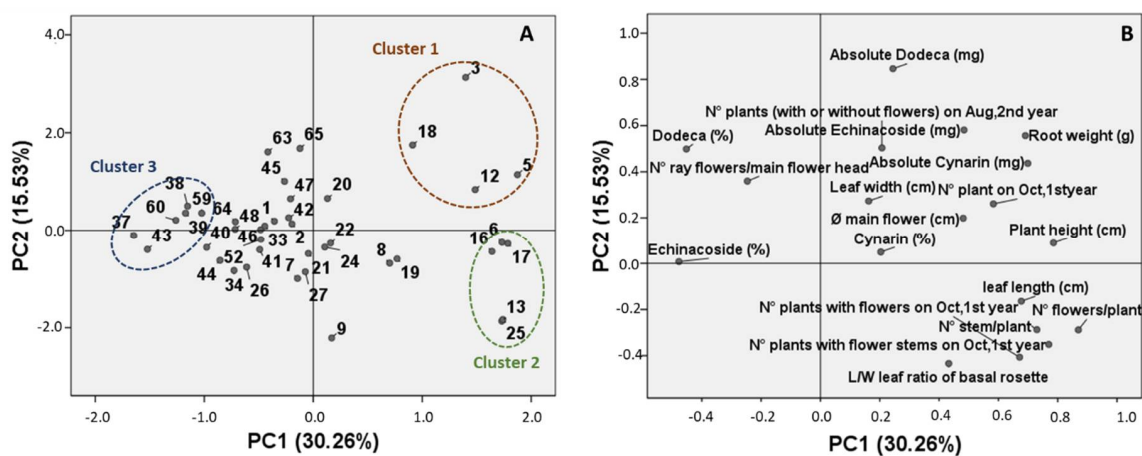 A
Cluster 1
3
18
12
5
63
65
45
47
20
Cluster 3
38
59
60
64
48
1
42
37
43
39
40
46
33
2
22
52
41
24
44
34
26
7
21
27
8
19
6
16
17
13
25
9
Cluster 2
4.0
2.0
0.0
-2.0
PC2 (15.53%)
-2.0
-1.0
0.0
1.0
2.0
PC1 (30.26%)
B
Absolute Dodeca (mg)
N° plants (with or without flowers) on Aug,2nd year
Dodeca (%)
Absolute Echinacoside (mg)
Root weight (g)
N° ray flowers/main flower head
Absolute Cynarin (mg)
Leaf width (cm)
N° plant on Oct,1styear
Ø main flower (cm)
Plant height (cm)
Cynarin (%)
Echinacoside (%)
leaf length (cm)
N° plants with flowers on Oct,1st year
N° flowers/plant
N° stem/plant
N° plants with flower stems on Oct,1st year
L/W leaf ratio of basal rosette
1.0
0.8
0.6
0.4
0.2
0.0
-0.2
-0.4
PC2 (15.53%)
-0.4
-0.2
0.0
0.2
0.4
0.6
0.8
1.0
PC1 (30.26%)